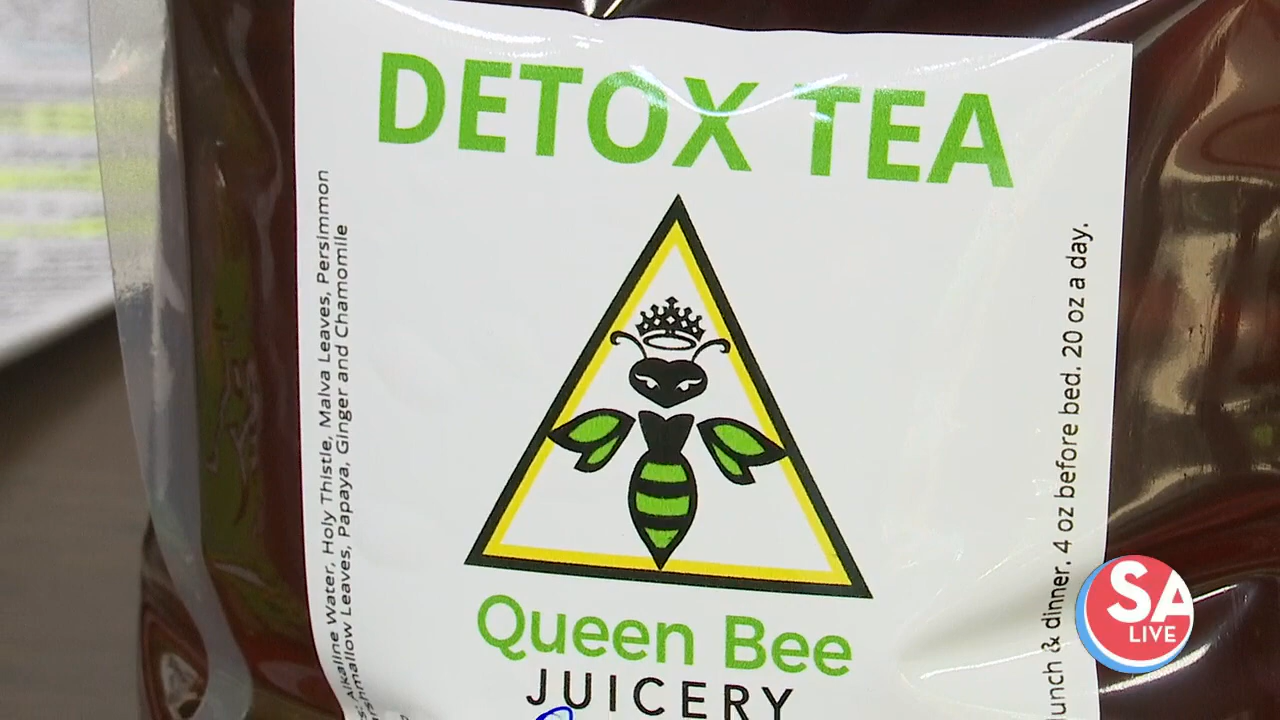 DETOX TEA
Alkaline Water, Holy Thistle, Malva Leaves, Persimmon
Leaves, Papaya, Ginger and Chamomile
& dinner. 4 oz before bed. 20 oz a day.
Queen Bee
JUICERY
SA
LIVE